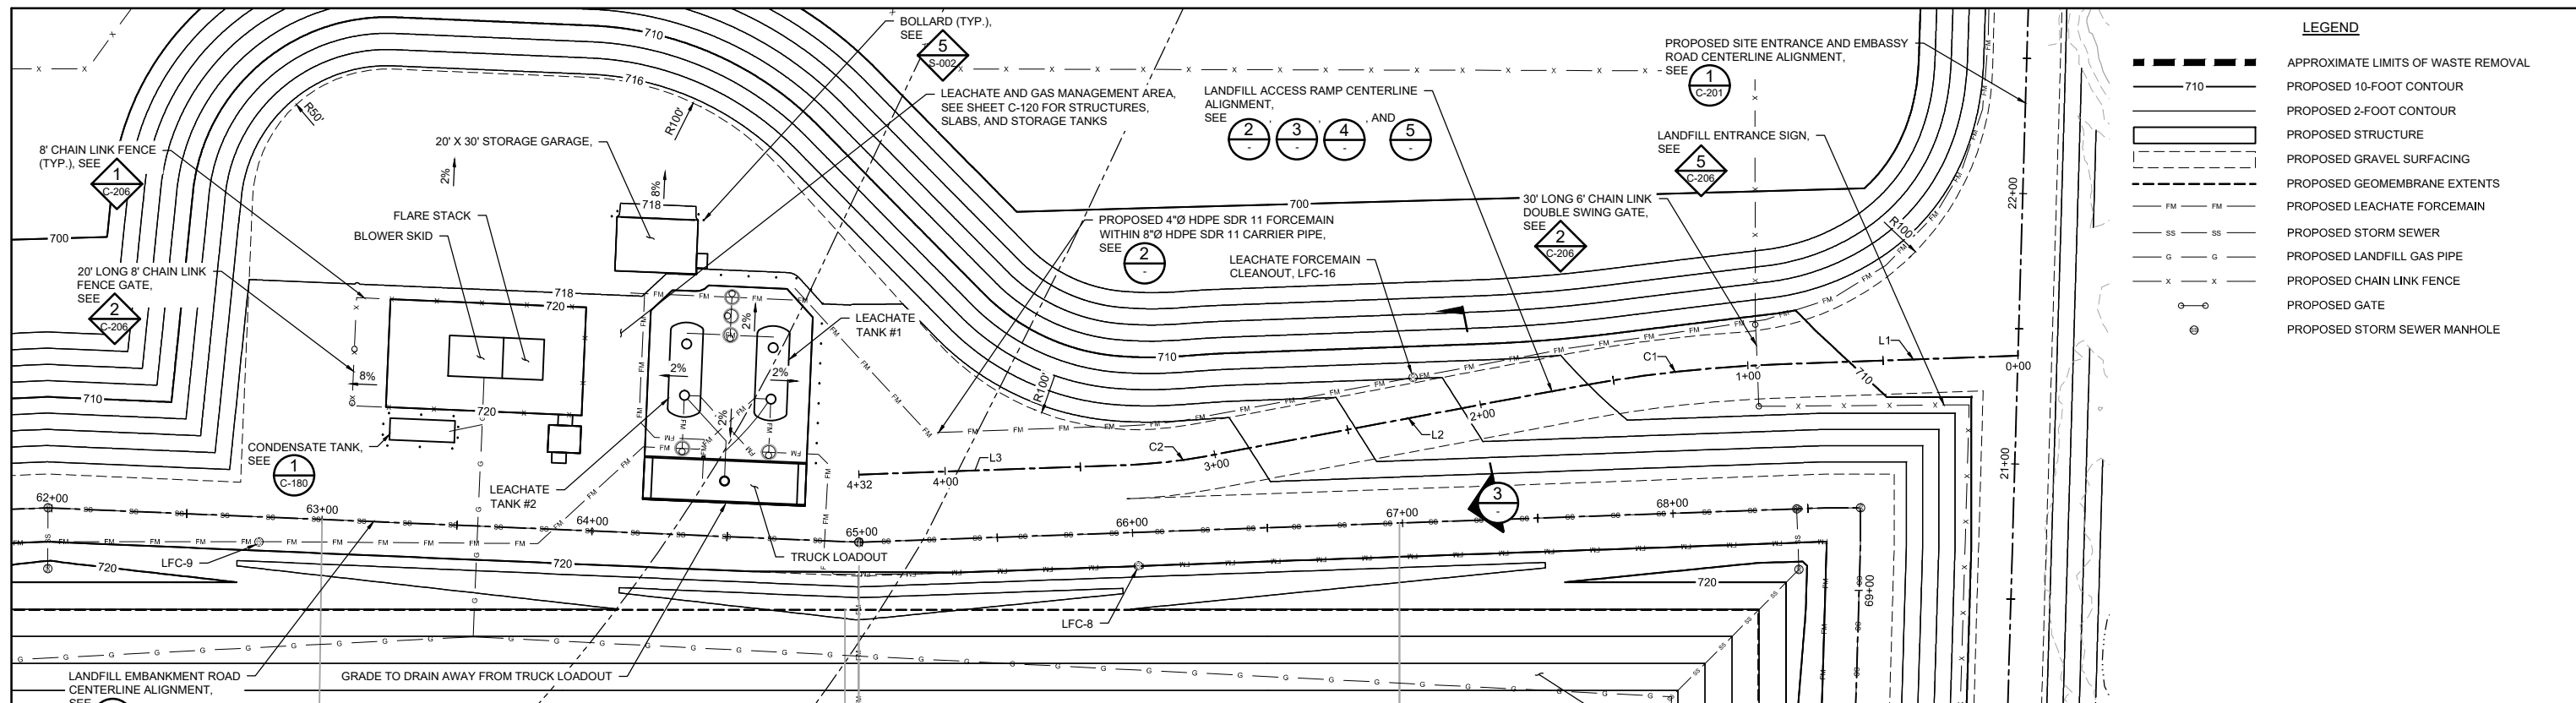 BOLLARD (TYP.),
SEE
5
S-002
LEACHATE AND GAS MANAGEMENT AREA,
SEE SHEET C-120 FOR STRUCTURES,
SLABS, AND STORAGE TANKS
LANDFILL ACCESS RAMP CENTERLINE
ALIGNMENT,
SEE
2
-
,
3
-
,
4
-
, AND
5
-
PROPOSED SITE ENTRANCE AND EMBASSY
ROAD CENTERLINE ALIGNMENT,
SEE
1
C-201
LANDFILL ENTRANCE SIGN,
SEE
5
C-206
30' LONG 6' CHAIN LINK
DOUBLE SWING GATE,
SEE
2
C-206
8' CHAIN LINK FENCE
(TYP.), SEE
1
C-206
20' X 30' STORAGE GARAGE,
FLARE STACK
BLOWER SKID
20' LONG 8' CHAIN LINK
FENCE GATE,
SEE
2
C-206
PROPOSED 4"Ø HDPE SDR 11 FORCEMAIN
WITHIN 8"Ø HDPE SDR 11 CARRIER PIPE,
SEE
2
-
LEACHATE FORCEMAIN
CLEANOUT, LFC-16
LEACHATE
TANK #1
LEACHATE
TANK #2
CONDENSATE TANK,
SEE
1
C-180
TRUCK LOADOUT
GRADE TO DRAIN AWAY FROM TRUCK LOADOUT
LANDFILL EMBANKMENT ROAD
CENTERLINE ALIGNMENT,
SEE
LFC-9
LFC-8
3
-
710
716
R50'
R100'
2%
8%
718
700
700
718
720
720
8%
2%
2%
2%
2%
710
710
710
R100'
R100'
L1
C1
L2
C2
L3
0+00
1+00
2+00
3+00
4+00
4+32
62+00
63+00
64+00
65+00
66+00
67+00
68+00
69+00
21+00
22+00
720
720
720
LEGEND
APPROXIMATE LIMITS OF WASTE REMOVAL
710
PROPOSED 10-FOOT CONTOUR
PROPOSED 2-FOOT CONTOUR
PROPOSED STRUCTURE
PROPOSED GRAVEL SURFACING
PROPOSED GEOMEMBRANE EXTENTS
FM FM PROPOSED LEACHATE FORCEMAIN
SS SS PROPOSED STORM SEWER
G G PROPOSED LANDFILL GAS PIPE
X X PROPOSED CHAIN LINK FENCE
PROPOSED GATE
PROPOSED STORM SEWER MANHOLE